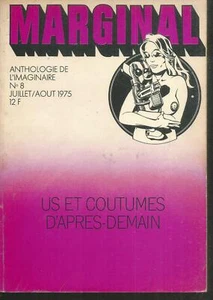 MARGINAL
ANTHOLOGIE DE
L'IMAGINAIRE
N° 8
JUILLET/AOUT 1975
12 F
US ET COUTUMES
D'APRES-DEMAIN